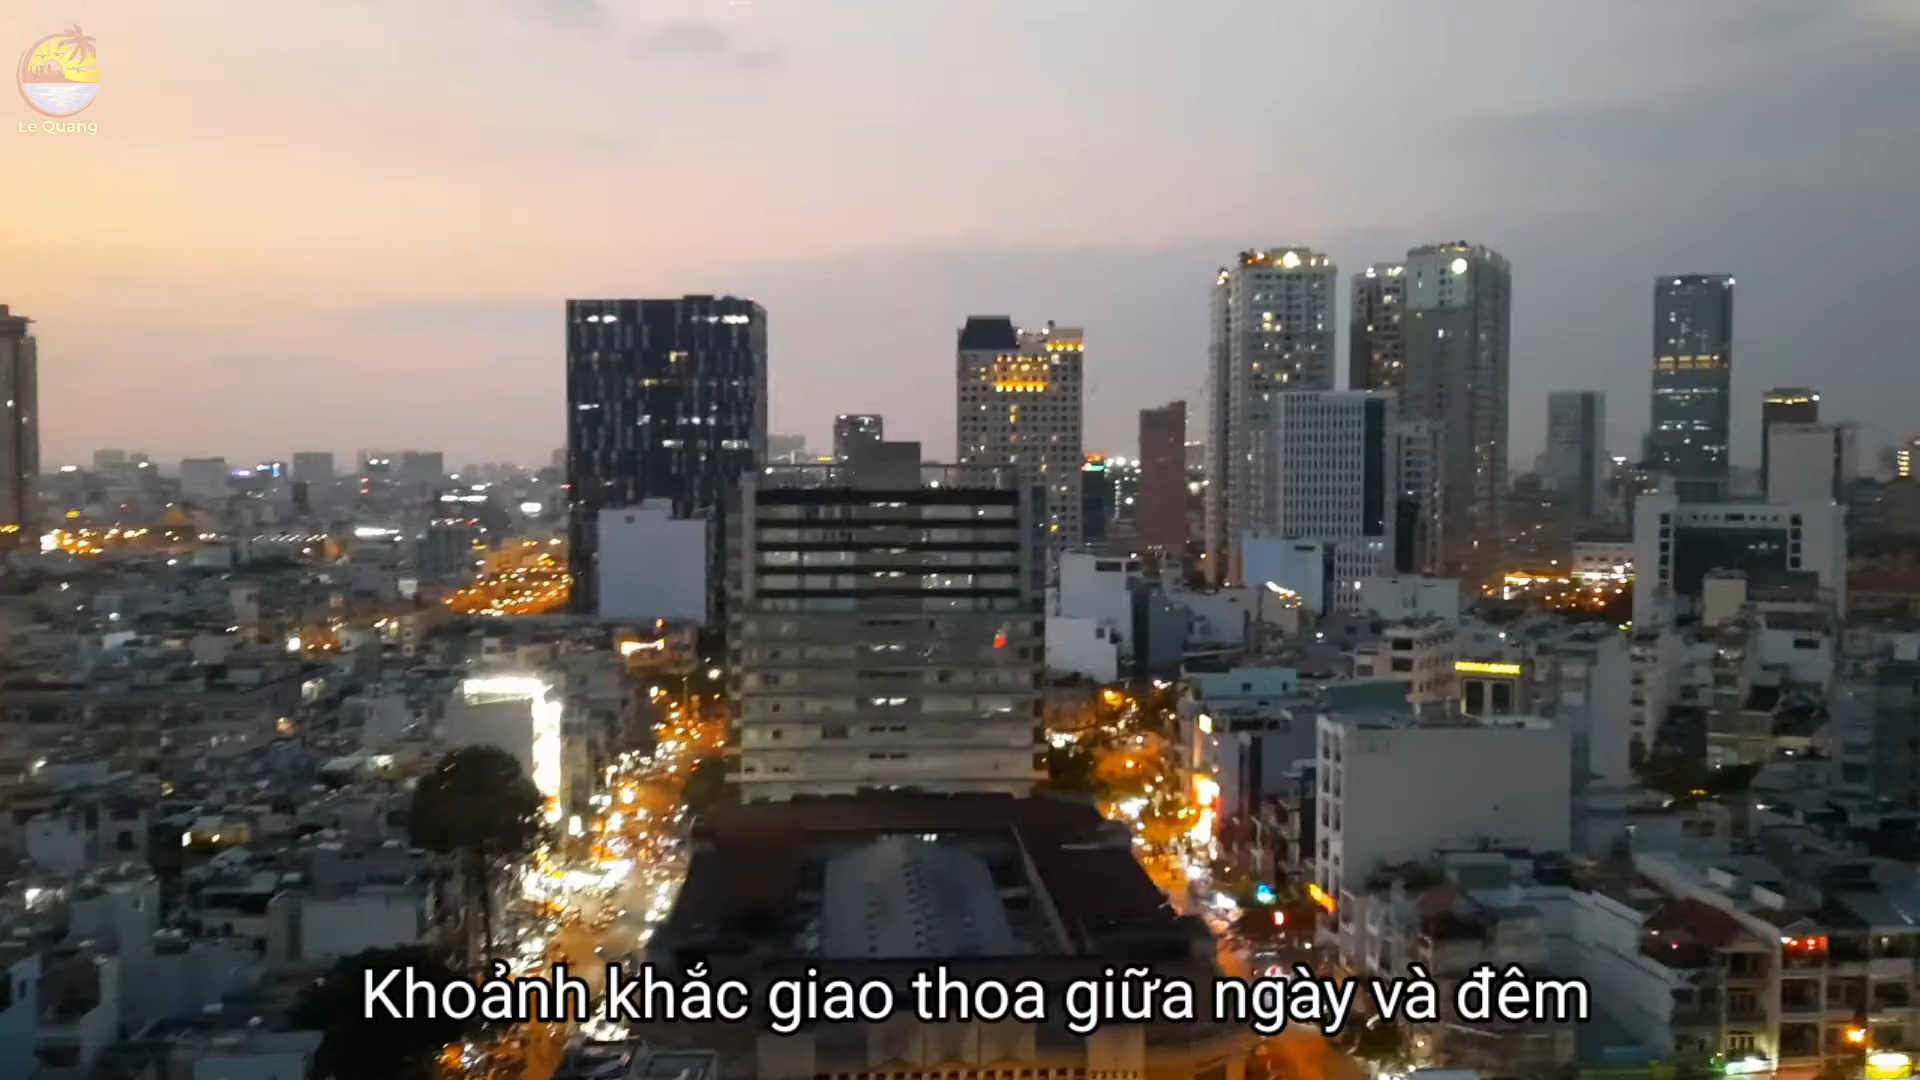 Lê Quang
Khoảnh khắc giao thoa giữa ngày và đêm